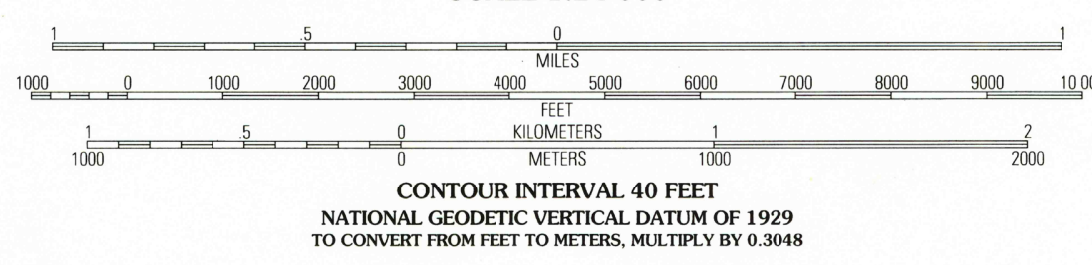 1 .5 0 1
MILES
1000 0 1000 2000 3000 4000 5000 6000 7000 8000 9000 10 00
FEET
1 .5 0 KILOMETERS 1 2
1000 0 METERS 1000 2000
CONTOUR INTERVAL 40 FEET
NATIONAL GEODETIC VERTICAL DATUM OF 1929
TO CONVERT FROM FEET TO METERS, MULTIPLY BY 0.3048